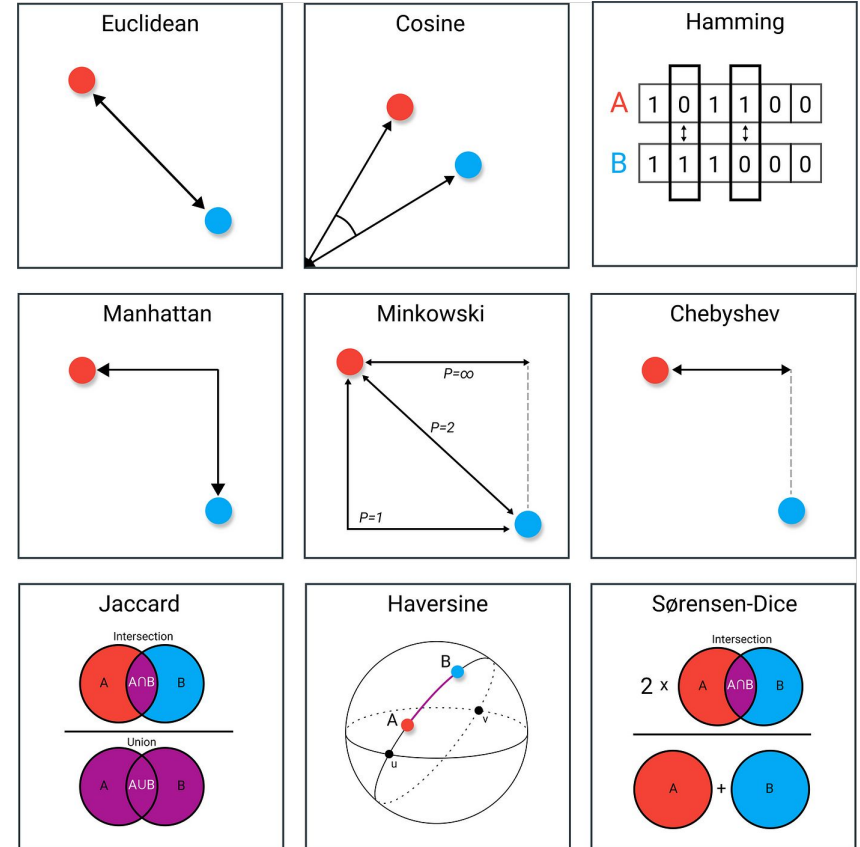 Euclidean
Cosine
Hamming
A 1 0 1 1 0 0
B 1 1 1 0 0 0
Manhattan
Minkowski
P=∞
P=2
P=1
Chebyshev
Jaccard
Intersection
A A∩B B
Union
A A∪B B
Haversine
B
A
v
u
Sørensen-Dice
Intersection
2 x A A∩B B
A + B